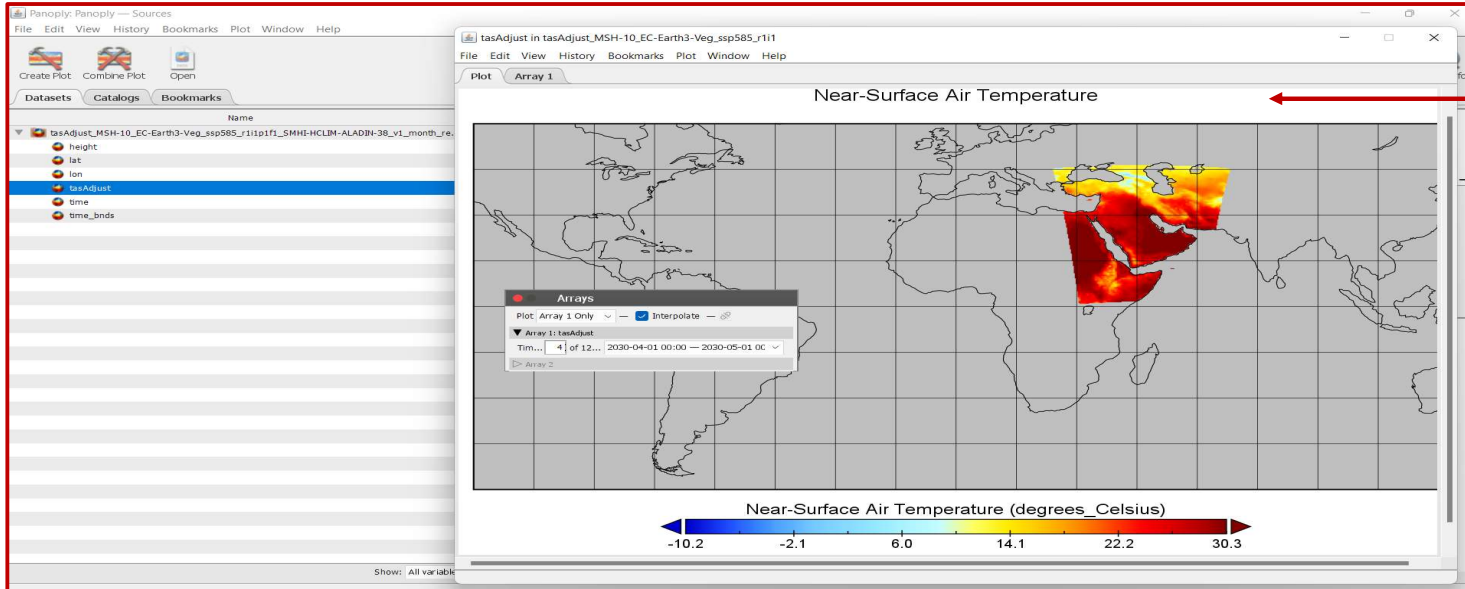 Panoply: Panoply — Sources
File Edit View History Bookmarks Plot Window Help
Create Plot Combine Plot Open
Datasets Catalogs Bookmarks
Name
tasAdjust_MSH-10_EC-Earth3-Veg_ssp585_r1i1p1f1_SMHI-HCLIM-ALADIN-38_v1_month_re...
height
lat
lon
tasAdjust
time
time_bnds
Show: All variable
tasAdjust in tasAdjust_MSH-10_EC-Earth3-Veg_ssp585_r1i1
File Edit View History Bookmarks Plot Window Help
Plot Array 1
Near-Surface Air Temperature
Arrays
Plot Array 1 Only — Interpolate —
Array 1: tasAdjust
Tim... 4 of 12... 2030-04-01 00:00 — 2030-05-01 00
Array 2
Near-Surface Air Temperature (degrees_Celsius)
-10.2 -2.1 6.0 14.1 22.2 30.3